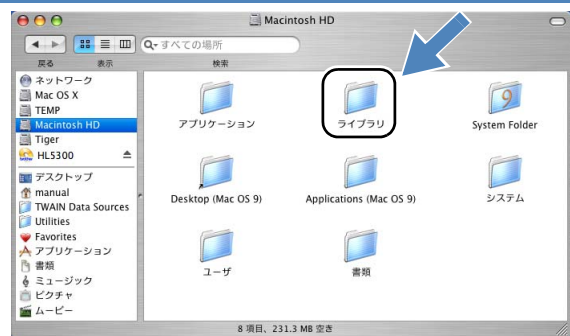 Macintosh HD
すべての場所
戻る 表示 検索
ネットワーク
Mac OS X
TEMP
Macintosh HD
Tiger
HL5300
デスクトップ
manual
TWAIN Data Sources
Utilities
Favorites
アプリケーション
書類
ミュージック
ピクチャ
ムービー
アプリケーション
ライブラリ
9
System Folder
Desktop (Mac OS 9)
Applications (Mac OS 9)
システム
ユーザ
書類
8 項目、231.3 MB 空き